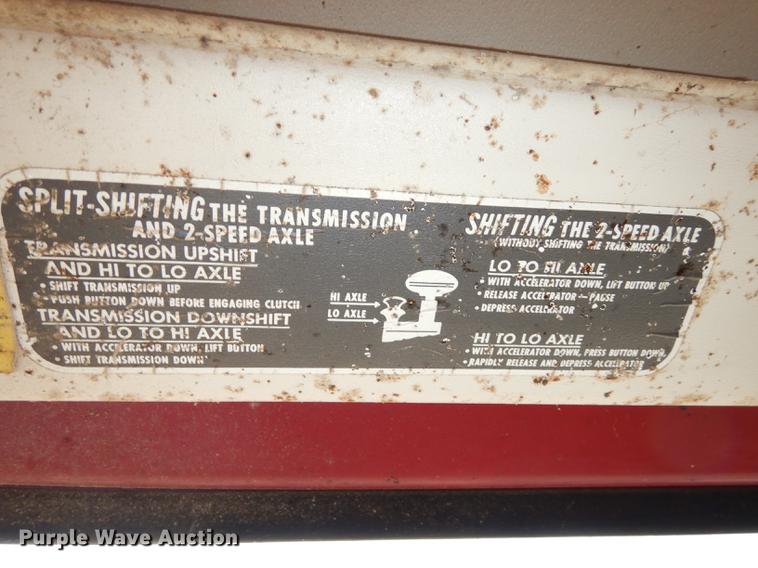 SPLIT-SHIFTING THE TRANSMISSION
AND 2-SPEED AXLE
TRANSMISSION UPSHIFT
AND HI TO LO AXLE
• SHIFT TRANSMISSION UP
• PUSH BUTTON DOWN BEFORE ENGAGING CLUTCH
TRANSMISSION DOWNSHIFT
AND LO TO HI AXLE
• WITH ACCELERATOR DOWN, LIFT BUTTON
• SHIFT TRANSMISSION DOWN
HI AXLE
LO AXLE
SHIFTING THE 2-SPEED AXLE
(WITHOUT SHIFTING THE TRANSMISSION)
LO TO HI AXLE
• WITH ACCELERATOR DOWN, LIFT BUTTON UP
• RELEASE ACCELERATOR — PAUSE
• DEPRESS ACCELERATOR
HI TO LO AXLE
• WITH ACCELERATOR DOWN, PRESS BUTTON DOWN
• RAPIDLY RELEASE AND DEPRESS ACCELERATOR
Purple Wave Auction